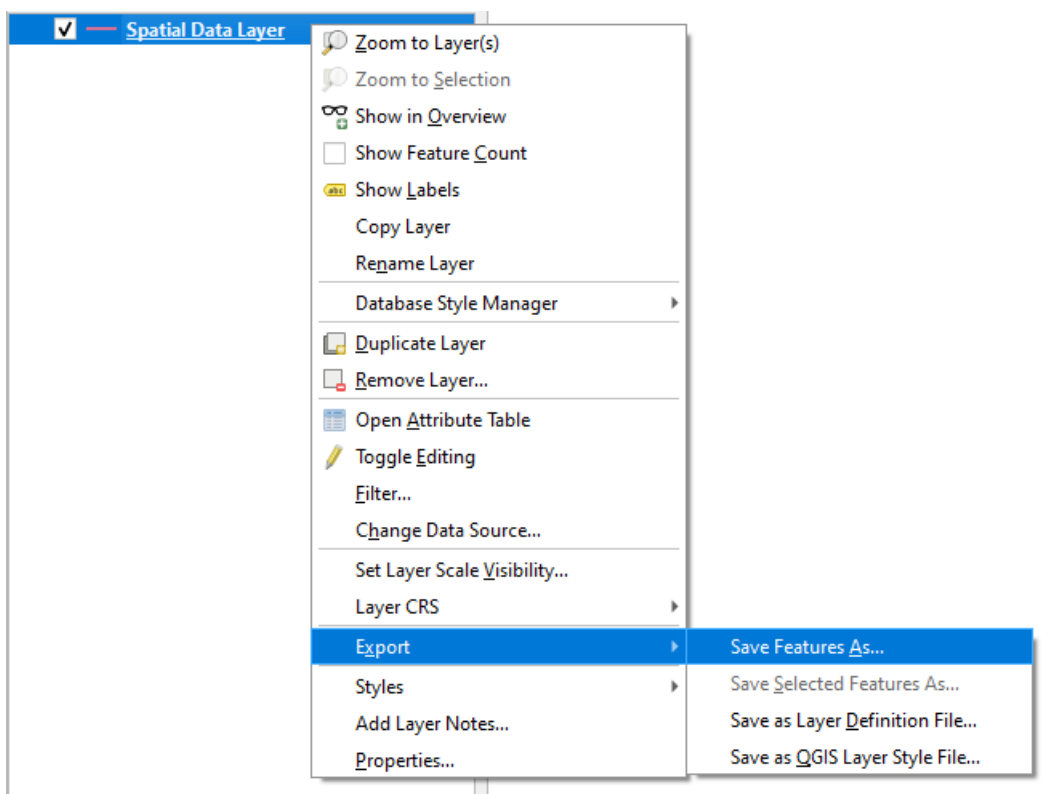 Spatial Data Layer
Zoom to Layer(s)
Zoom to Selection
Show in Overview
Show Feature Count
abc Show Labels
Copy Layer
Rename Layer
Database Style Manager
Duplicate Layer
Remove Layer...
Open Attribute Table
Toggle Editing
Filter...
Change Data Source...
Set Layer Scale Visibility...
Layer CRS
Export
Styles
Add Layer Notes...
Properties...
Save Features As...
Save Selected Features As...
Save as Layer Definition File...
Save as QGIS Layer Style File...